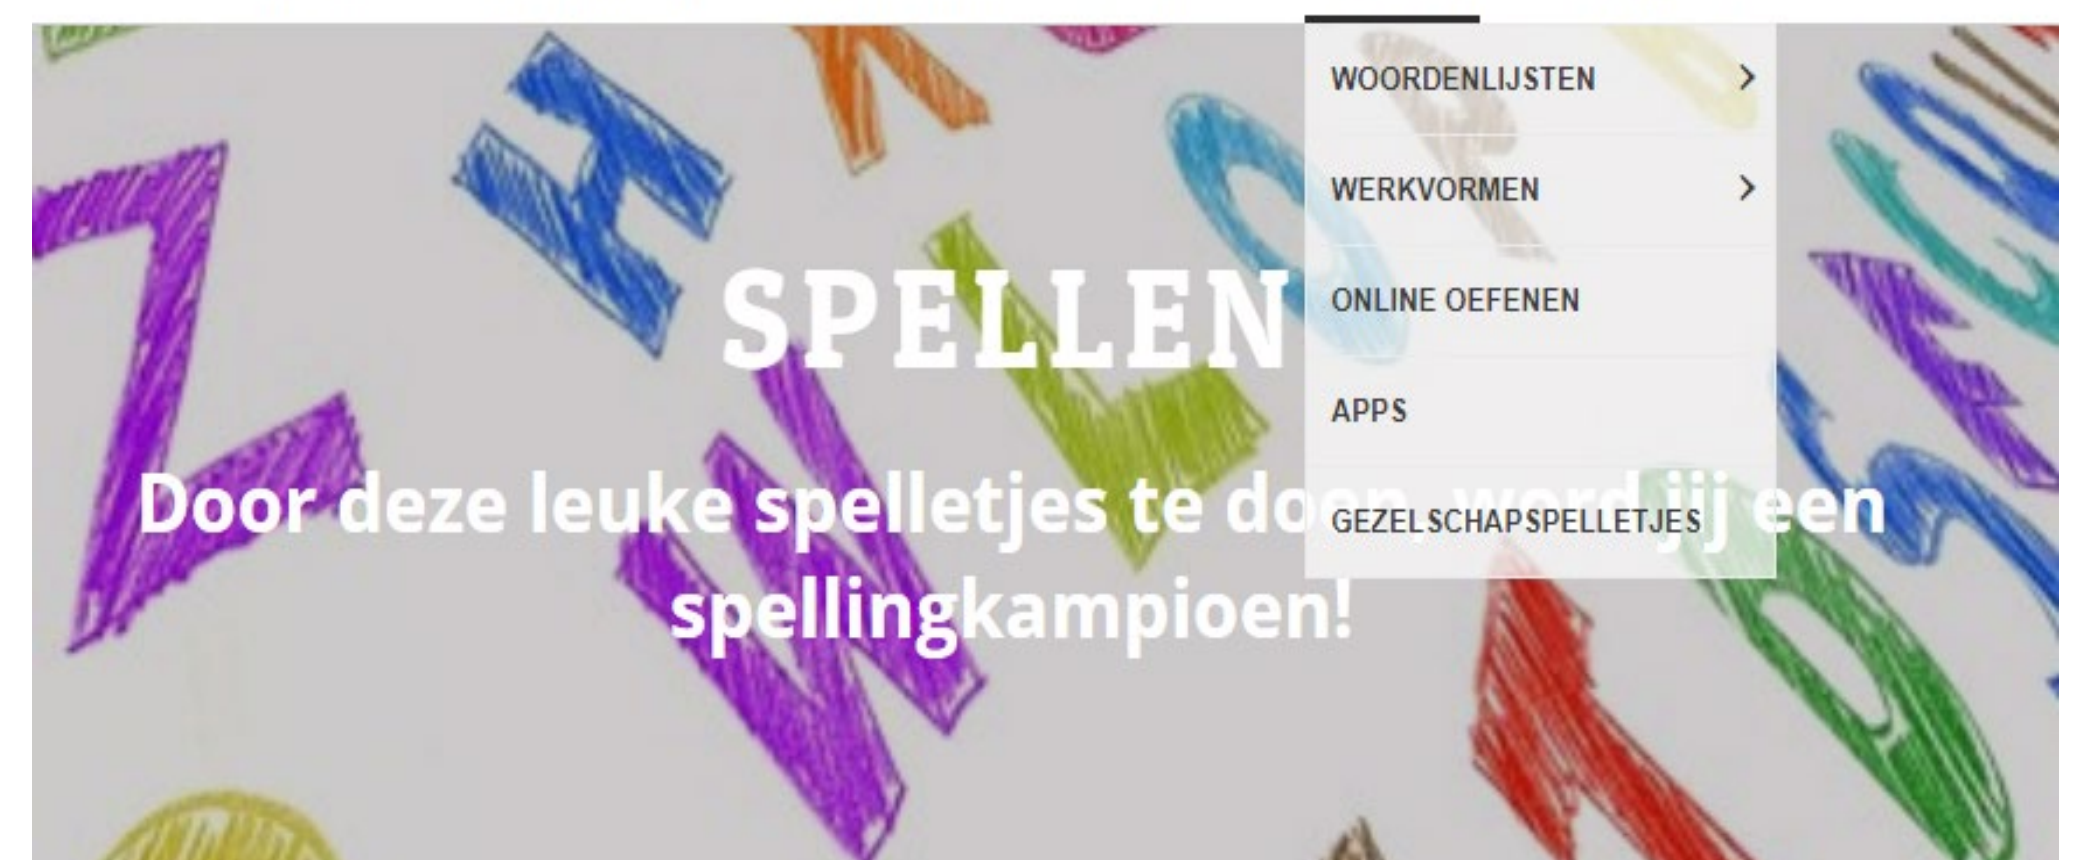 WOORDENLIJSTEN
WERKVORMEN
ONLINE OEFENEN
APPS
GEZELSCHAPSPELLETJES
SPELLEN
Door deze leuke spelletjes te doen, word jij een
spellingkampioen!